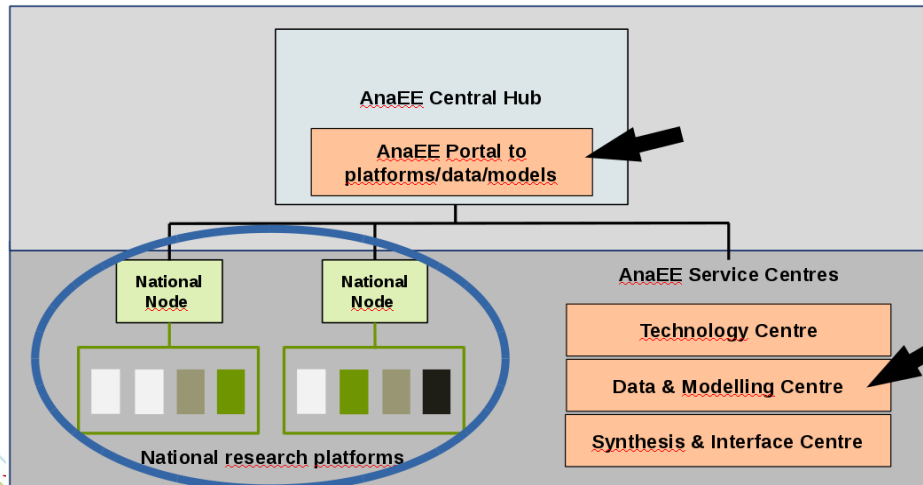 AnaEE Central Hub
AnaEE Portal to
platforms/data/models
National
Node
National
Node
AnaEE Service Centres
Technology Centre
Data & Modelling Centre
Synthesis & Interface Centre
National research platforms